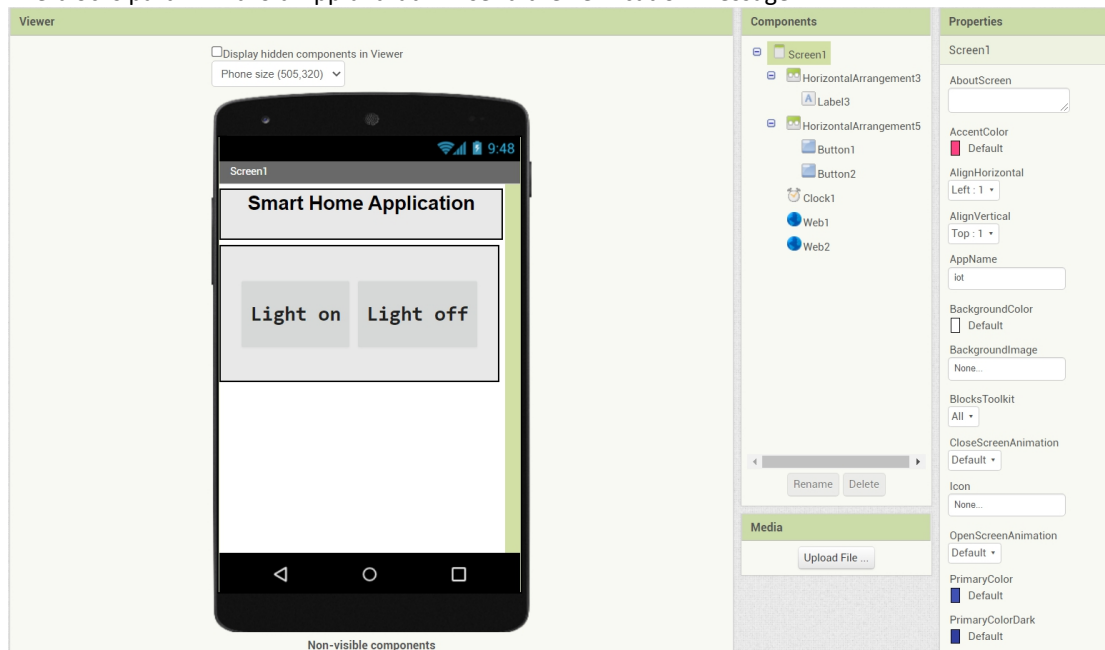 Viewer
Display hidden components in Viewer
Phone size (505,320)
9:48
Screen1
Smart Home Application
Light on Light off
Non-visible components
Components
Screen1
HorizontalArrangement3
Label3
HorizontalArrangement5
Button1
Button2
Clock1
Web1
Web2
Rename Delete
Media
Upload File ...
Properties
Screen1
AboutScreen
AccentColor
Default
AlignHorizontal
Left : 1
AlignVertical
Top : 1
AppName
iot
BackgroundColor
Default
BackgroundImage
None...
BlocksToolkit
All
CloseScreenAnimation
Default
Icon
None...
OpenScreenAnimation
Default
PrimaryColor
Default
PrimaryColorDark
Default